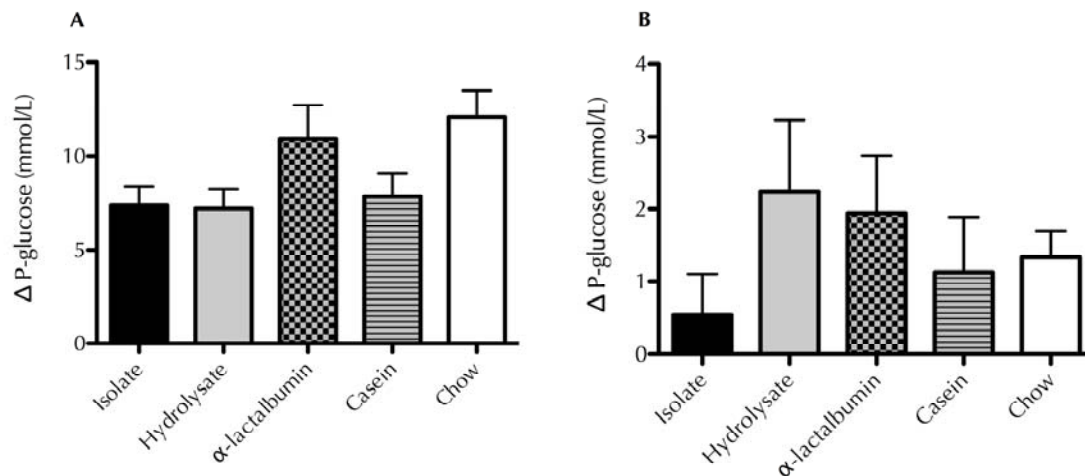 A
Δ P-glucose (mmol/L)
15
10
5
0
Isolate
Hydrolysate
α-lactalbumin
Casein
Chow
B
Δ P-glucose (mmol/L)
4
3
2
1
0
Isolate
Hydrolysate
α-lactalbumin
Casein
Chow